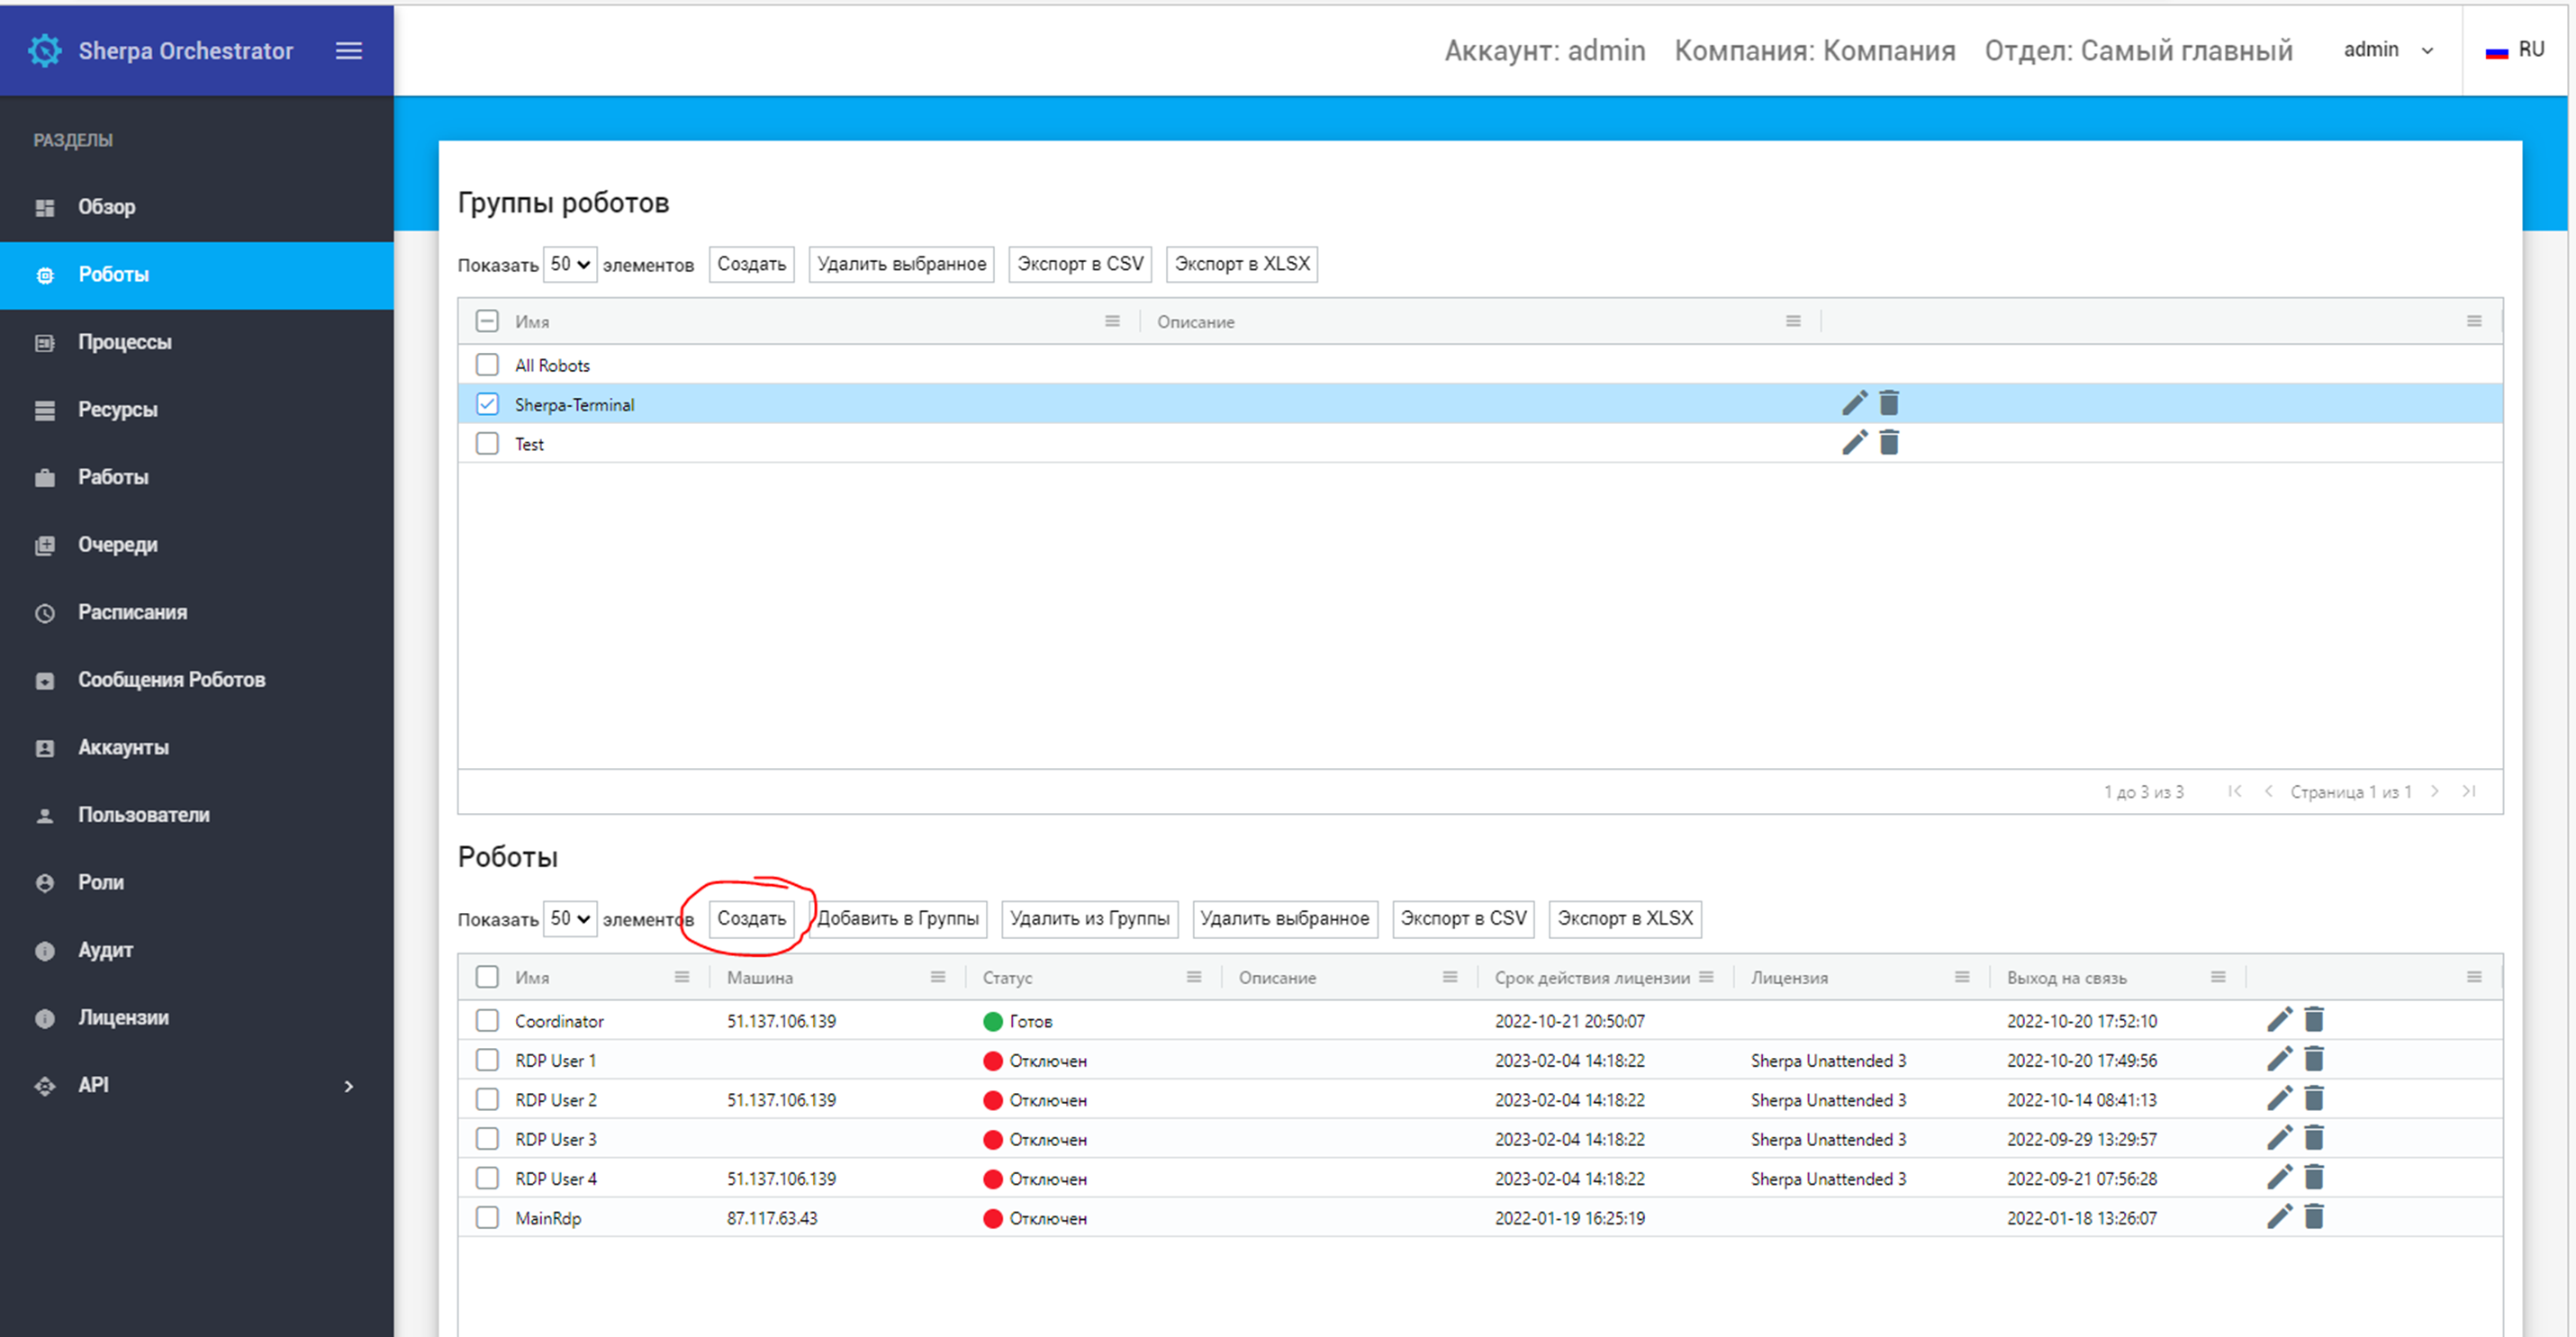 Sherpa Orchestrator
Аккаунт: admin Компания: Компания Отдел: Самый главный admin RU
РАЗДЕЛЫ
Обзор
Роботы
Процессы
Ресурсы
Работы
Очереди
Расписания
Сообщения Роботов
Аккаунты
Пользователи
Роли
Аудит
Лицензии
API
Группы роботов
Показать 50 элементов Создать Удалить выбранное Экспорт в CSV Экспорт в XLSX
Имя Описание
All Robots
Sherpa-Terminal
Test
1 до 3 из 3 Страница 1 из 1
Роботы
Показать 50 элементов Создать Добавить в Группы Удалить из Группы Удалить выбранное Экспорт в CSV Экспорт в XLSX
Имя Машина Статус Описание Срок действия лицензии Лицензия Выход на связь
Coordinator 51.137.106.139 Готов 2022-10-21 20:50:07 2022-10-20 17:52:10
RDP User 1 Отключен 2023-02-04 14:18:22 Sherpa Unattended 3 2022-10-20 17:49:56
RDP User 2 51.137.106.139 Отключен 2023-02-04 14:18:22 Sherpa Unattended 3 2022-10-14 08:41:13
RDP User 3 Отключен 2023-02-04 14:18:22 Sherpa Unattended 3 2022-09-29 13:29:57
RDP User 4 51.137.106.139 Отключен 2023-02-04 14:18:22 Sherpa Unattended 3 2022-09-21 07:56:28
MainRdp 87.117.63.43 Отключен 2022-01-19 16:25:19 2022-01-18 13:26:07